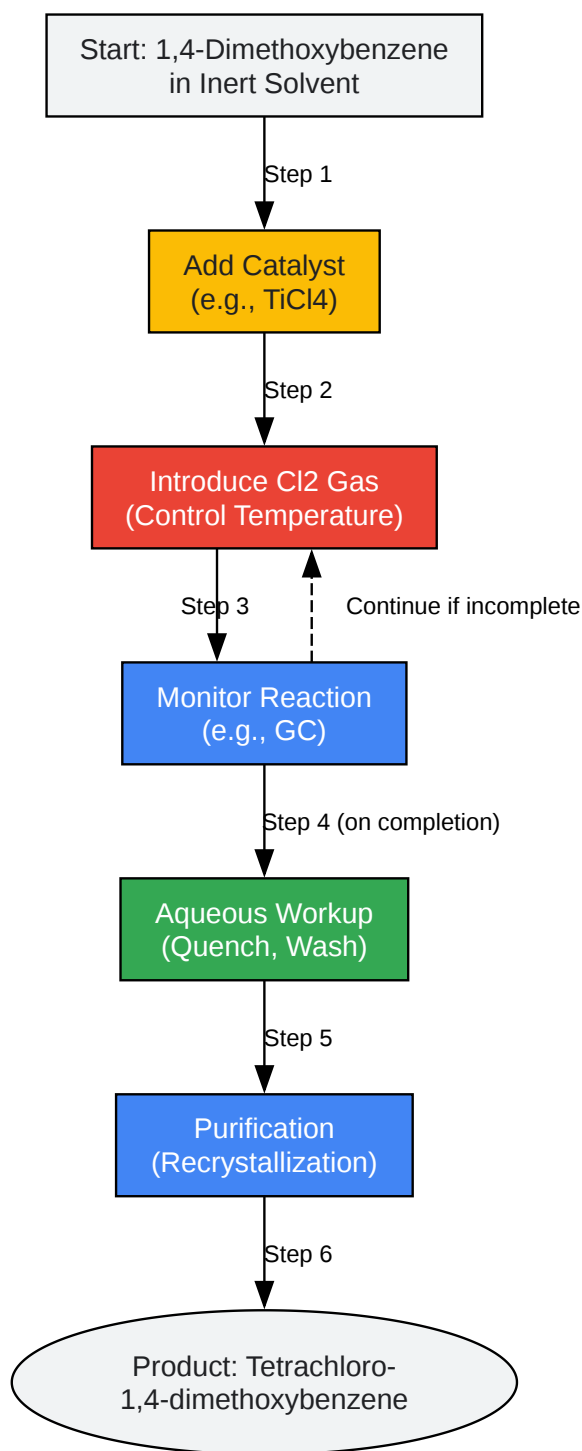 Start: 1,4-Dimethoxybenzene
in Inert Solvent
Step 1
Add Catalyst
(e.g., TiCl4)
Step 2
Introduce Cl2 Gas
(Control Temperature)
Step 3
Continue if incomplete
Monitor Reaction
(e.g., GC)
Step 4 (on completion)
Aqueous Workup
(Quench, Wash)
Step 5
Purification
(Recrystallization)
Step 6
Product: Tetrachloro-
1,4-dimethoxybenzene